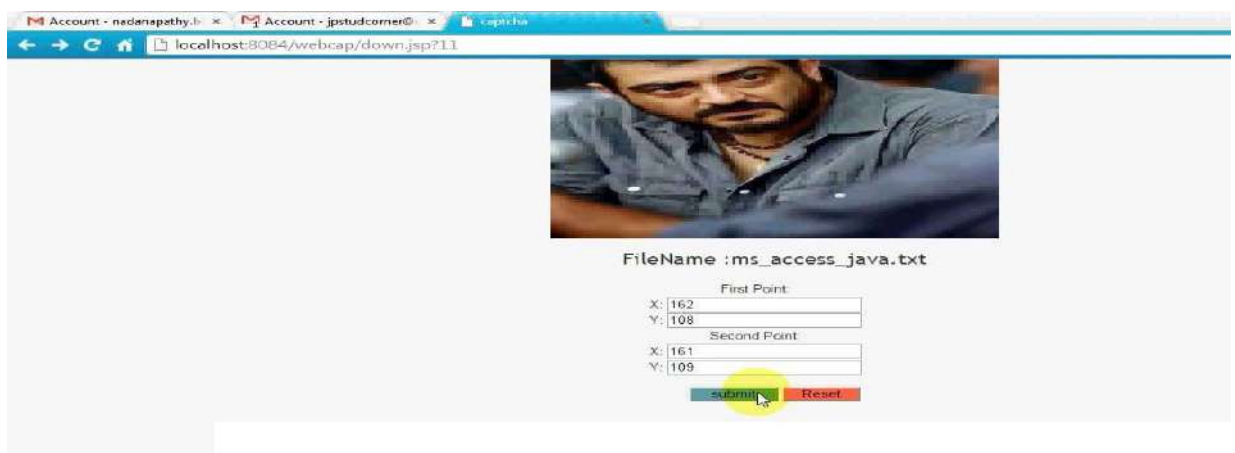 Account - nadanapathy.b
Account - jpstudcorner@
captcha
localhost:8084/webcap/down.jsp?11
FileName :ms_access_java.txt
First Point
X: 162
Y: 108
Second Point
X: 161
Y: 109
submit Reset